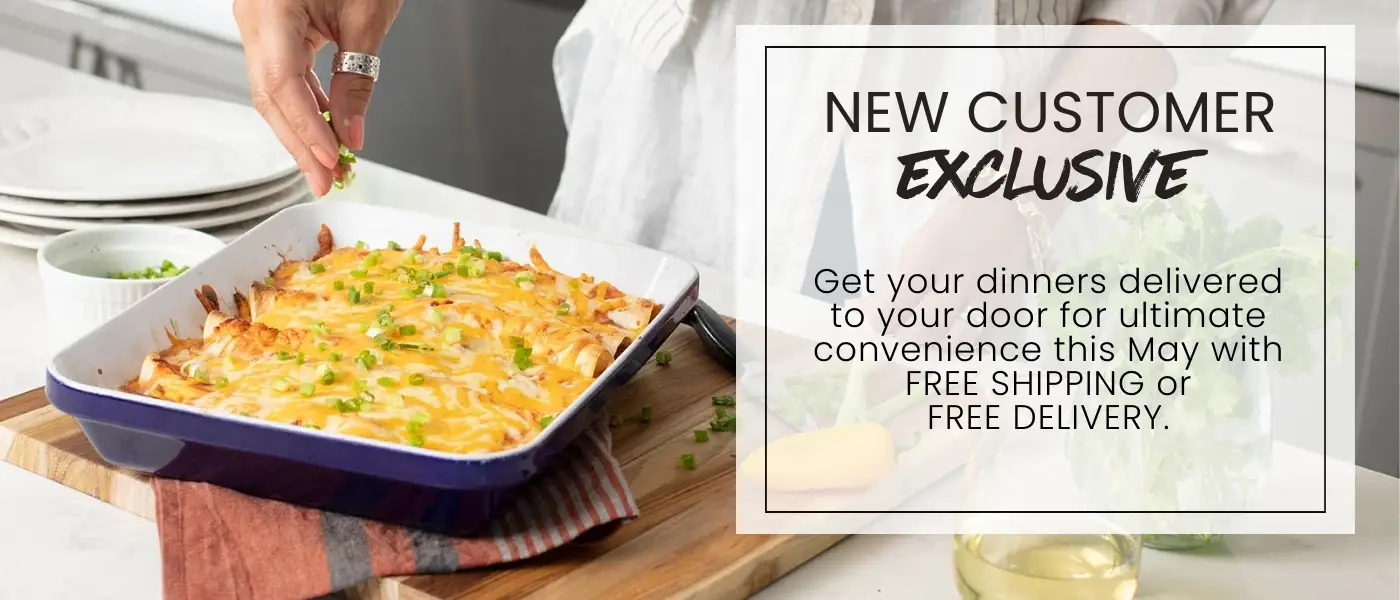 NEW CUSTOMER
EXCLUSIVE
Get your dinners delivered
to your door for ultimate
convenience this May with
FREE SHIPPING or
FREE DELIVERY.